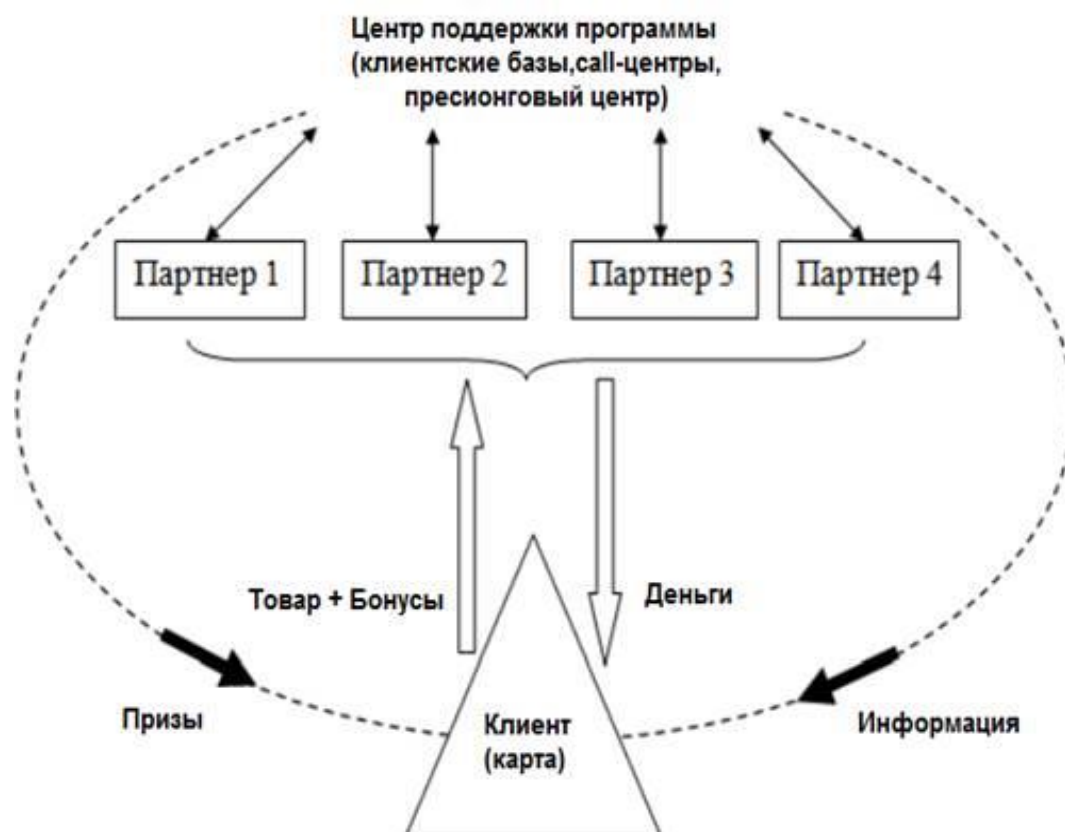 Центр поддержки программы
(клиентские базы,call-центры,
пресионговый центр)
Партнер 1
Партнер 2
Партнер 3
Партнер 4
Товар + Бонусы
Деньги
Призы
Клиент
(карта)
Информация